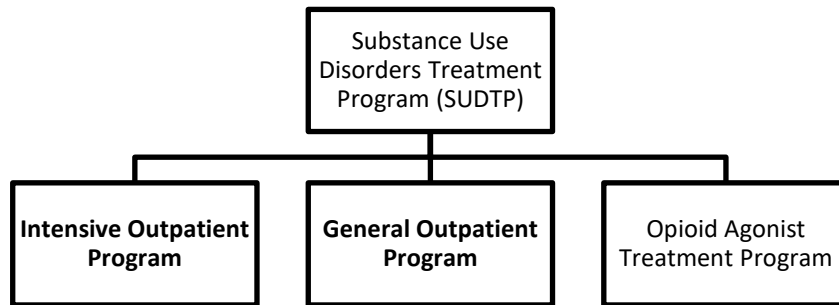 Substance Use
Disorders Treatment
Program (SUDTP)
Intensive Outpatient
Program
General Outpatient
Program
Opioid Agonist
Treatment Program